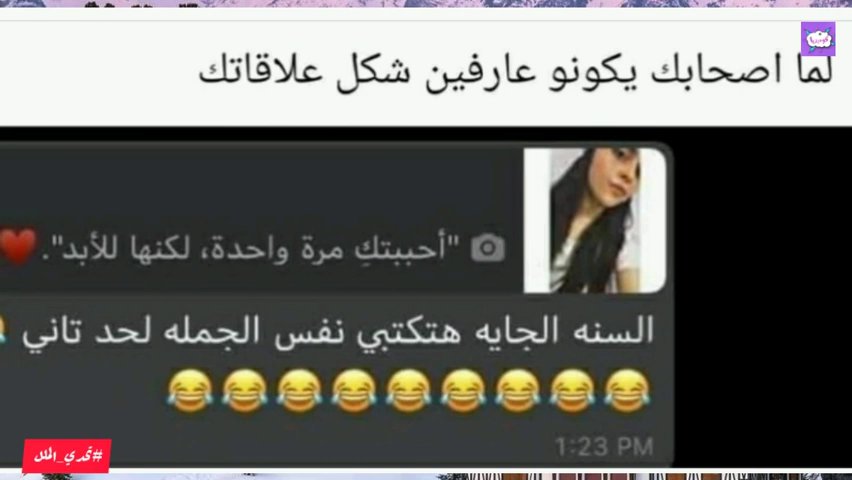 لما اصحابك يكونو عارفين شكل علاقاتك
"أحببتكِ مرة واحدة، لكنها للأبد".❤️
السنه الجايه هتكتبي نفس الجمله لحد تاني 😂
😂😂😂😂😂😂😂😂😂
1:23 PM
#تحدي_الملل